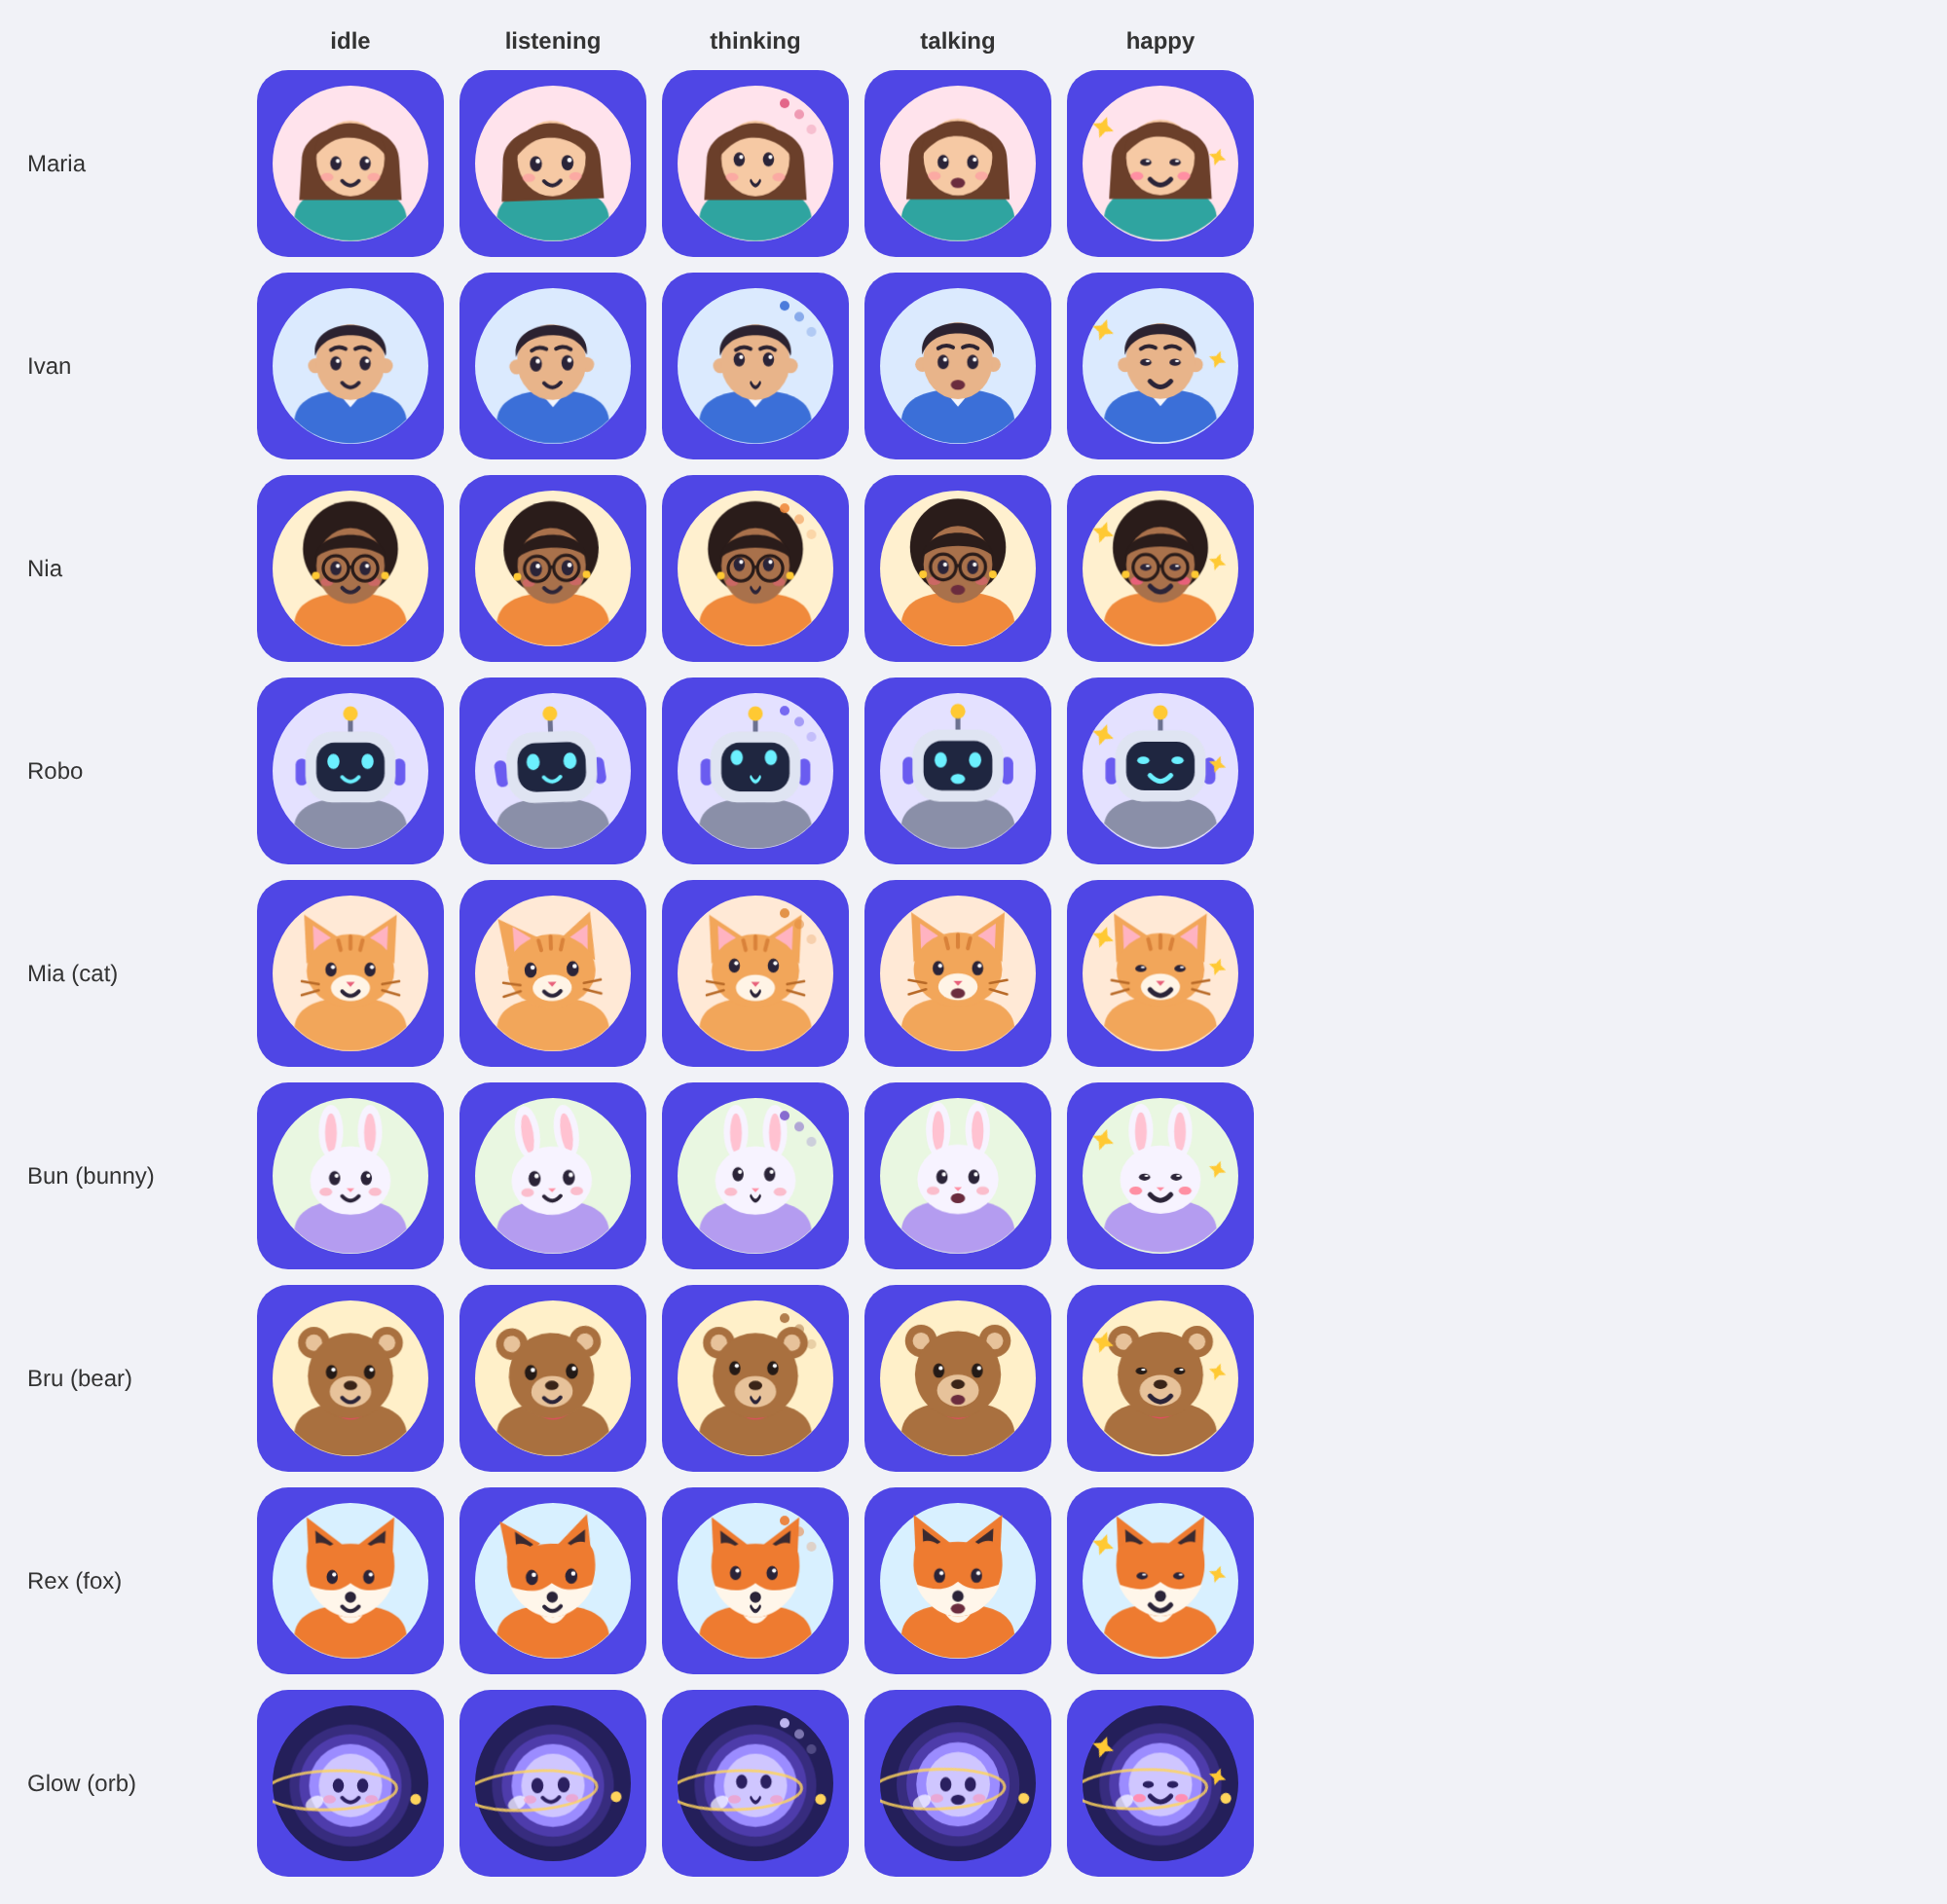 idle listening thinking talking happy
Maria
Ivan
Nia
Robo
Mia (cat)
Bun (bunny)
Bru (bear)
Rex (fox)
Glow (orb)